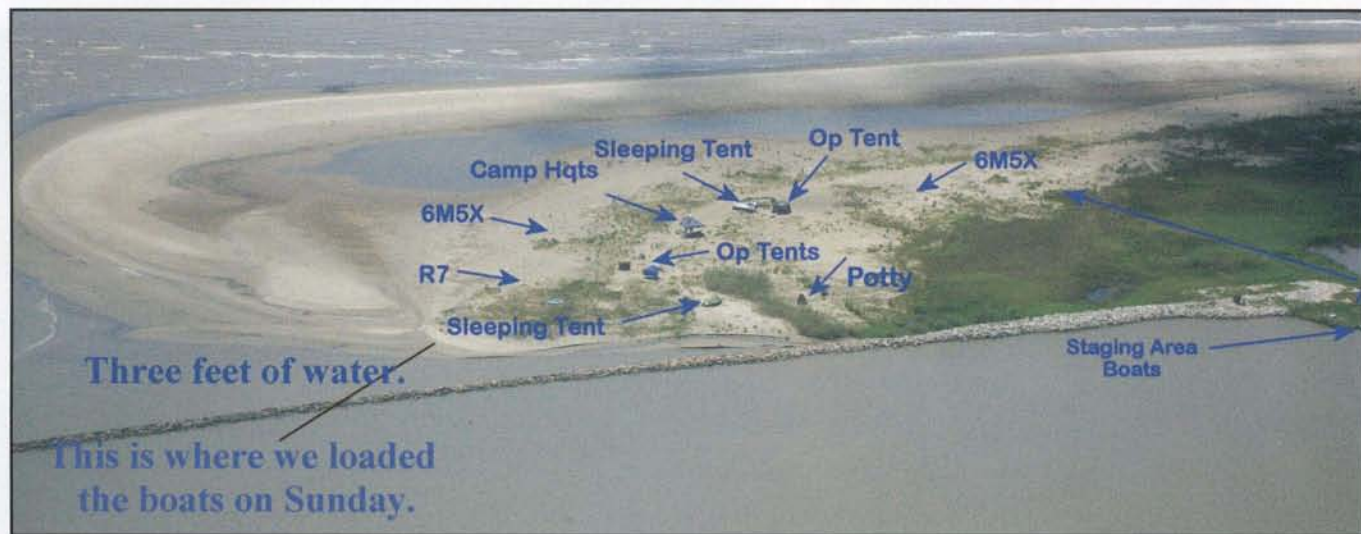 Sleeping Tent
Op Tent
Camp Hqts
6M5X
6M5X
Op Tents
R7
Potty
Sleeping Tent
Staging Area
Boats
Three feet of water.
This is where we loaded
the boats on Sunday.